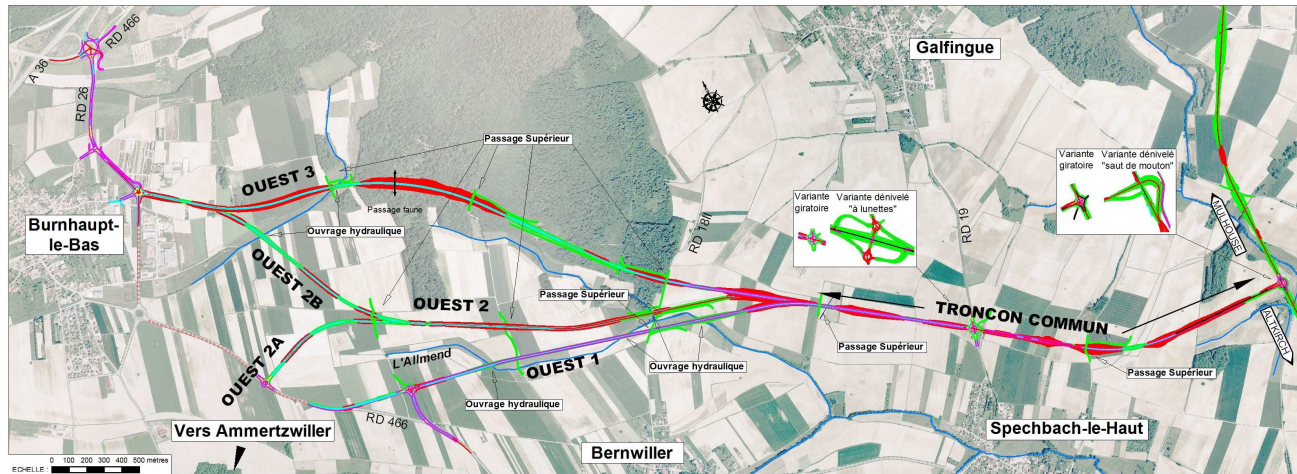 RD 466
A 36
RD 26
Galfingue
Burnhaupt-
le-Bas
OUEST 3
Passage Supérieur
Passage faune
Ouvrage hydraulique
RD 18II
RD 19
Variante
giratoire
Variante dénivelé
"à lunettes"
Variante
giratoire
Variante dénivelé
"saut de mouton"
MULHOUSE
ALTKIRCH
OUEST 2B
OUEST 2
Passage Supérieur
TRONCON COMMUN
Passage Supérieur
Passage Supérieur
OUEST 2A
L'Allmend
OUEST 1
Ouvrage hydraulique
Ouvrage hydraulique
RD 466
Vers Ammertzwiller
Bernwiller
Spechbach-le-Haut
ECHELLE : 0 100 200 300 400 500 mètres